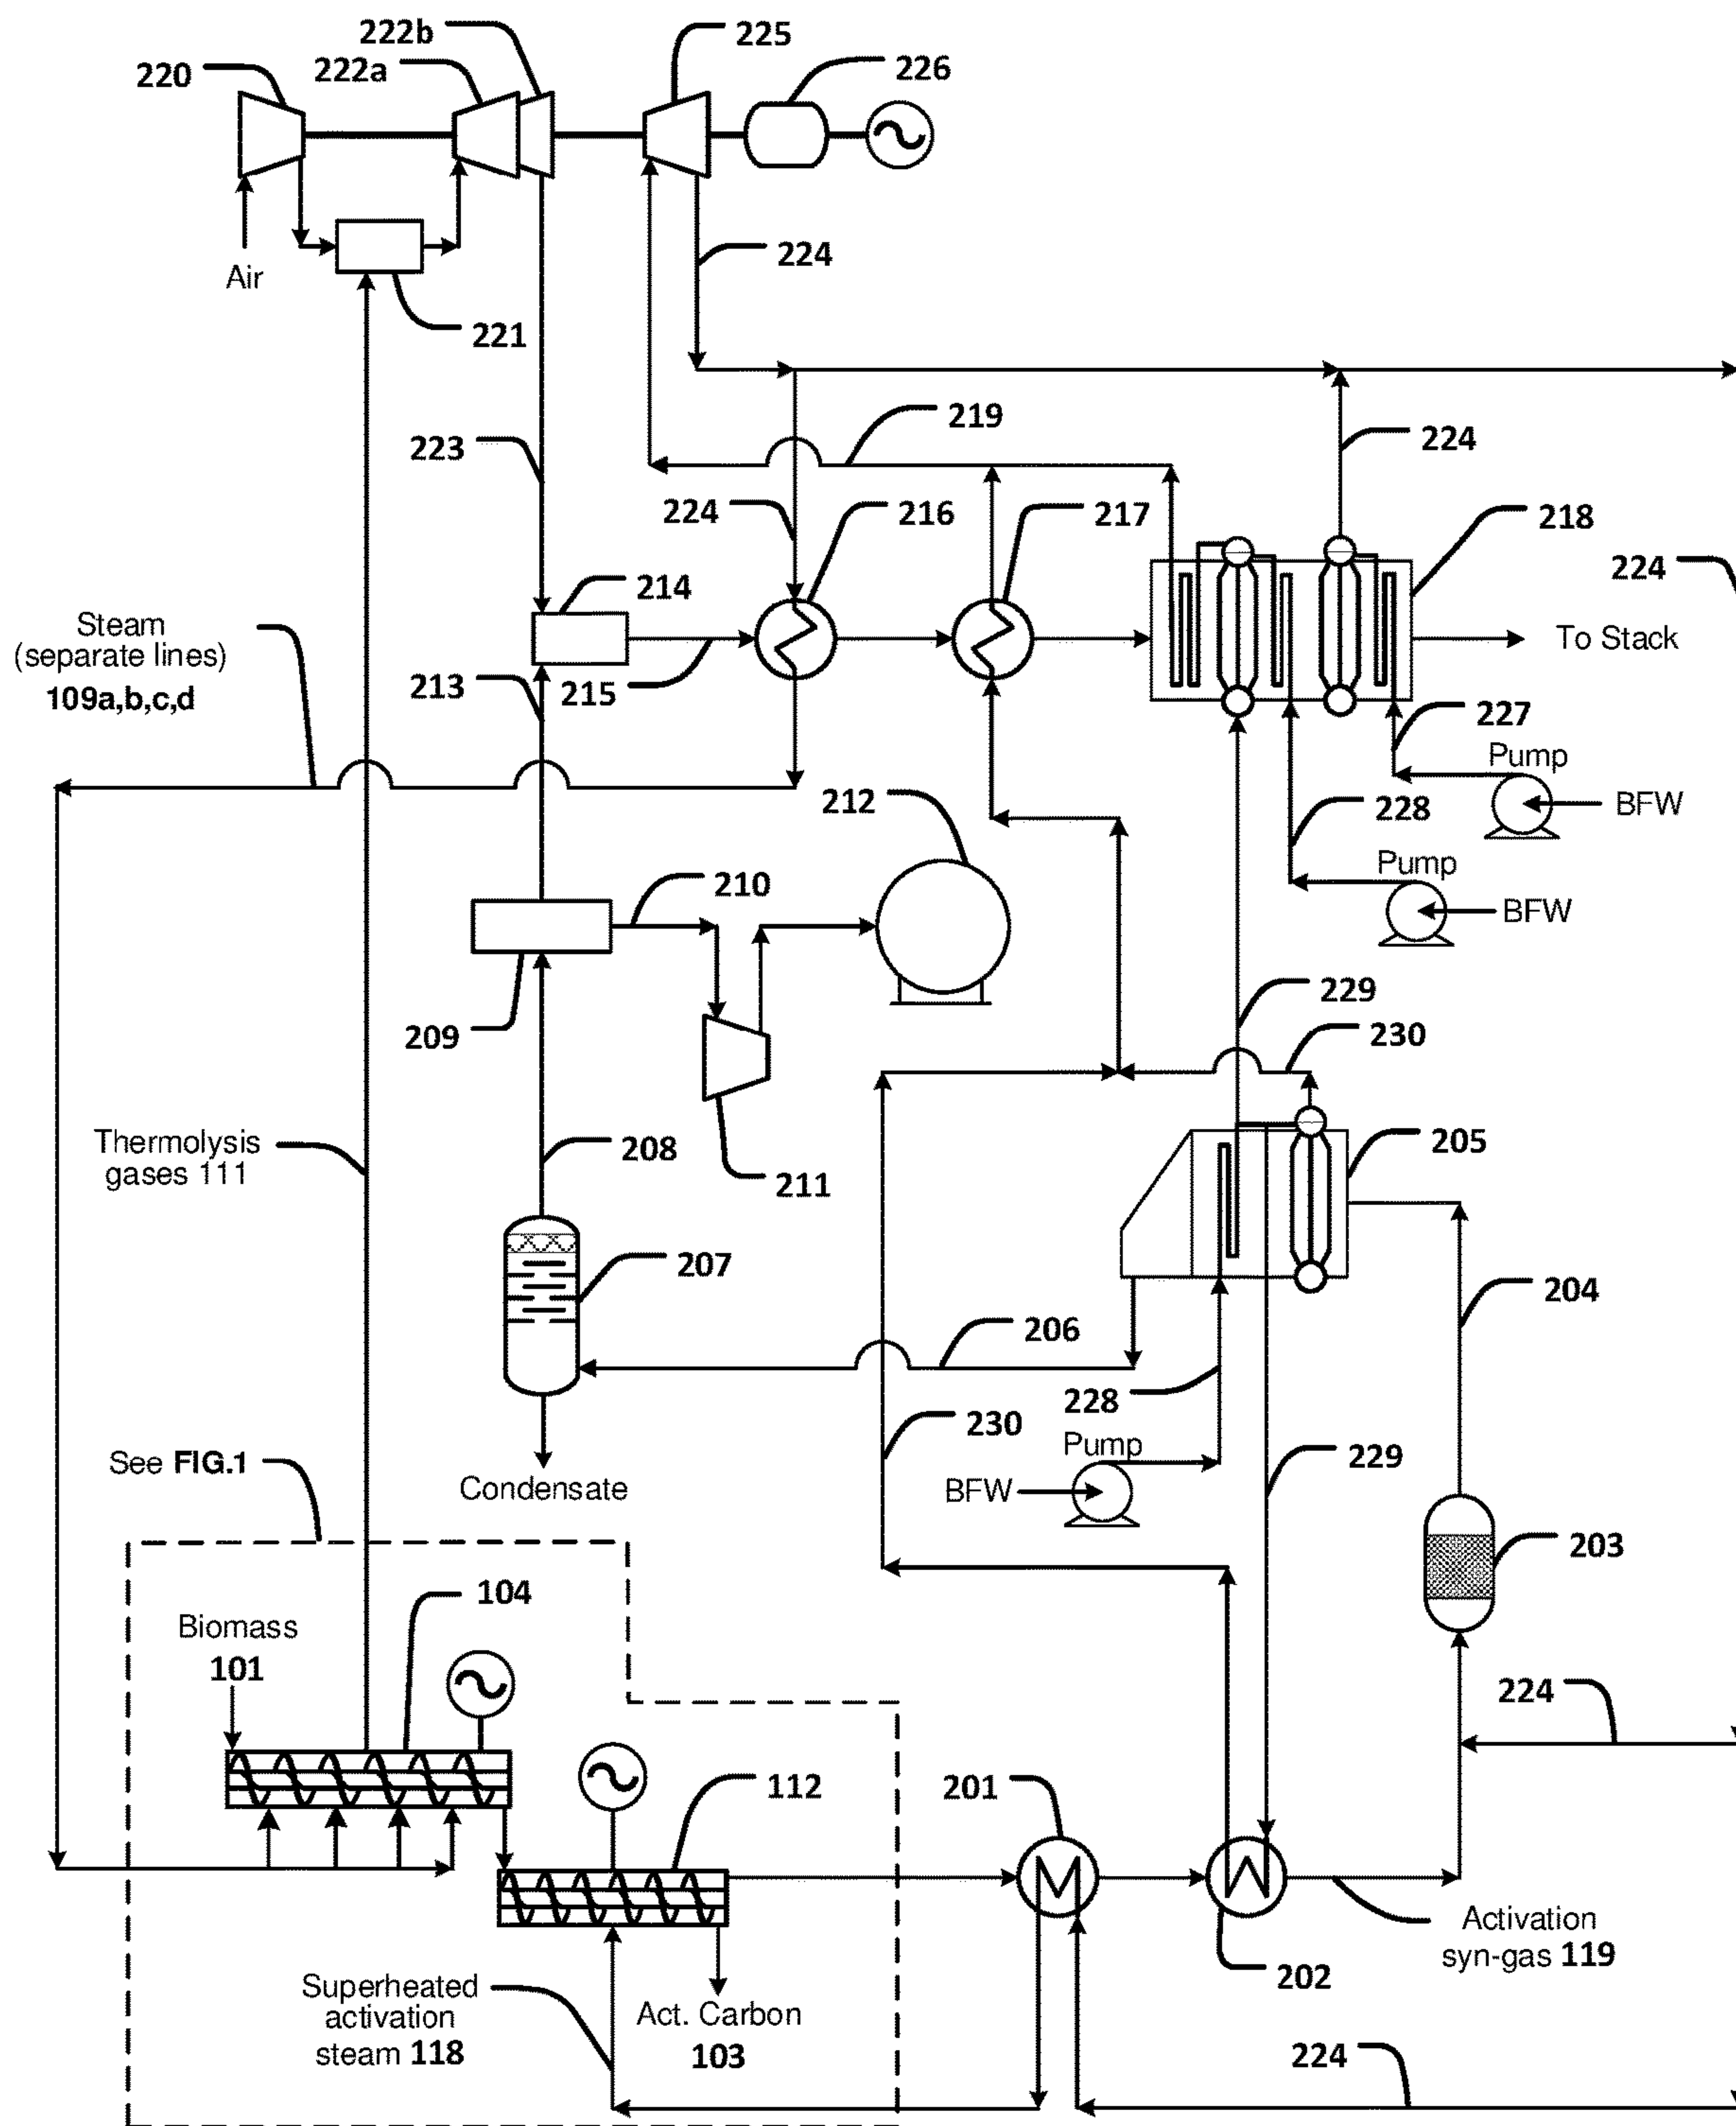 222b
225
220
222a
226
Air
221
224
219
223
224
224
216
217
218
224
214
Steam
(separate lines)
109a,b,c,d
To Stack
213
215
227
Pump
BFW
212
228
Pump
BFW
210
209
229
230
Thermolysis
gases 111
208
205
211
207
204
206
228
230
Pump
229
See FIG.1
Condensate
BFW
203
104
Biomass
101
224
112
201
Activation
syn-gas 119
202
Superheated
activation
steam 118
Act. Carbon
103
224